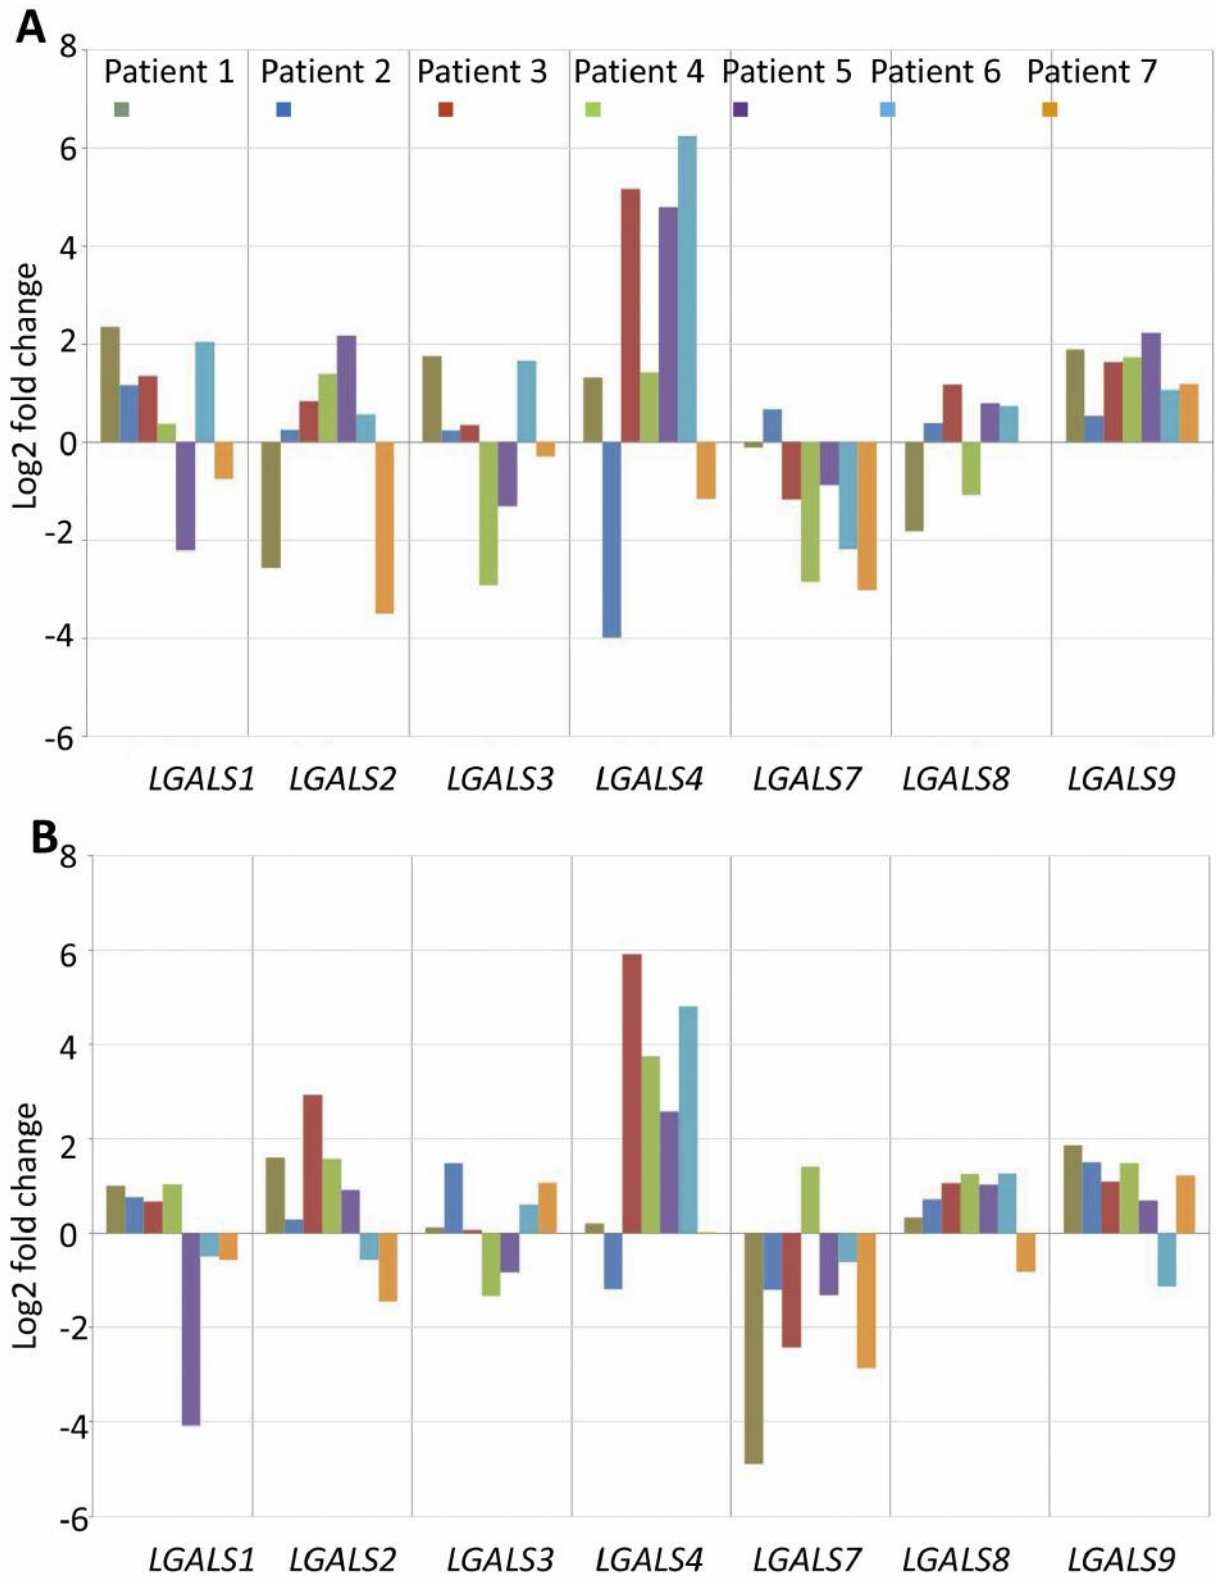 A
8
Patient 1 Patient 2 Patient 3 Patient 4 Patient 5 Patient 6 Patient 7
6
4
2
0
-2
-4
-6
Log2 fold change
LGALS1 LGALS2 LGALS3 LGALS4 LGALS7 LGALS8 LGALS9
B
8
6
4
2
0
-2
-4
-6
Log2 fold change
LGALS1 LGALS2 LGALS3 LGALS4 LGALS7 LGALS8 LGALS9